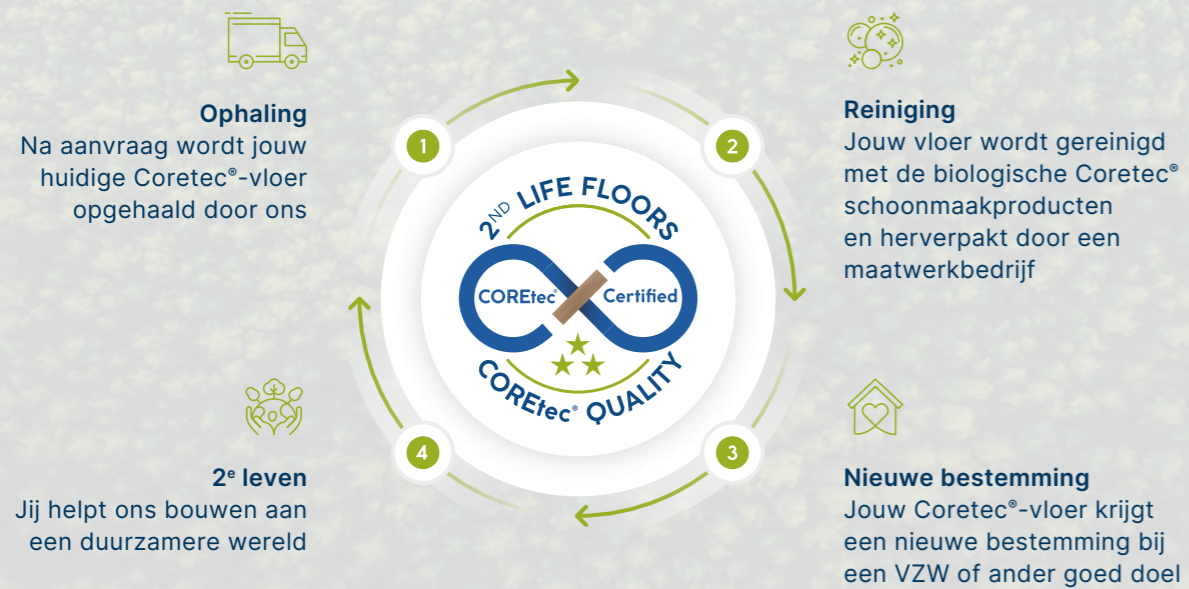 Ophaling
Na aanvraag wordt jouw
huidige Coretec®-vloer
opgehaald door ons
1
2
Reiniging
Jouw vloer wordt gereinigd
met de biologische Coretec®
schoonmaakproducten
en herverpakt door een
maatwerkbedrijf
2ND LIFE FLOORS
COREtec® Certified
COREtec® QUALITY
3
Nieuwe bestemming
Jouw Coretec®-vloer krijgt
een nieuwe bestemming bij
een VZW of ander goed doel
4
2e leven
Jij helpt ons bouwen aan
een duurzamere wereld